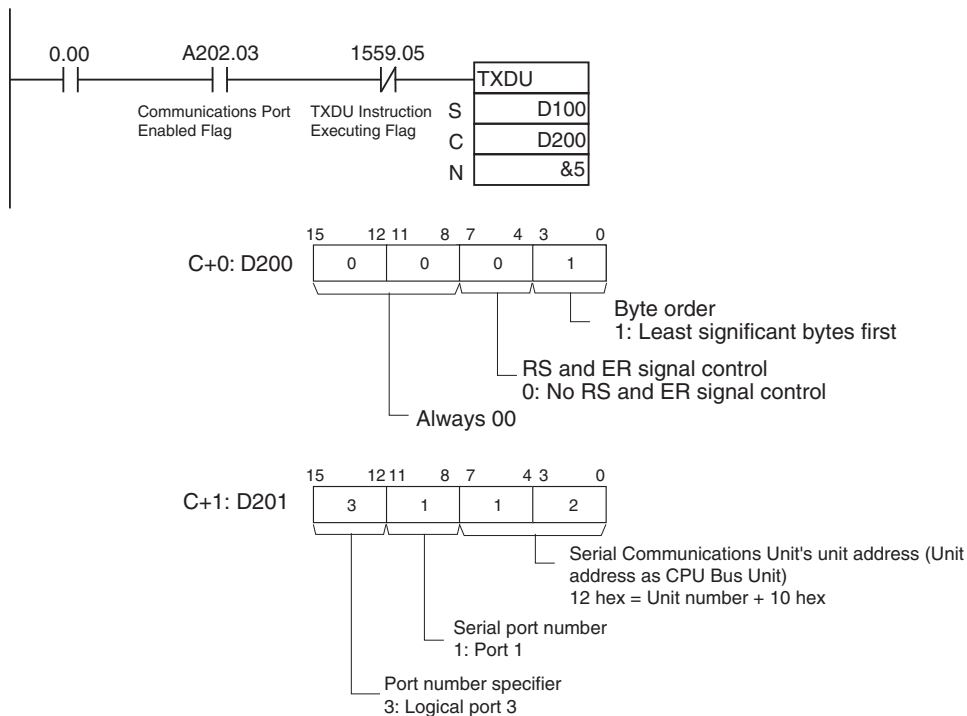 0.00 A202.03 1559.05
TXDU
Communications Port
Enabled Flag
TXDU Instruction
Executing Flag
S D100
C D200
N &5
15 12 11 8 7 4 3 0
C+0: D200 0 0 0 1
Byte order
1: Least significant bytes first
RS and ER signal control
0: No RS and ER signal control
Always 00
15 12 11 8 7 4 3 0
C+1: D201 3 1 1 2
Serial Communications Unit's unit address (Unit
address as CPU Bus Unit)
12 hex = Unit number + 10 hex
Serial port number
1: Port 1
Port number specifier
3: Logical port 3